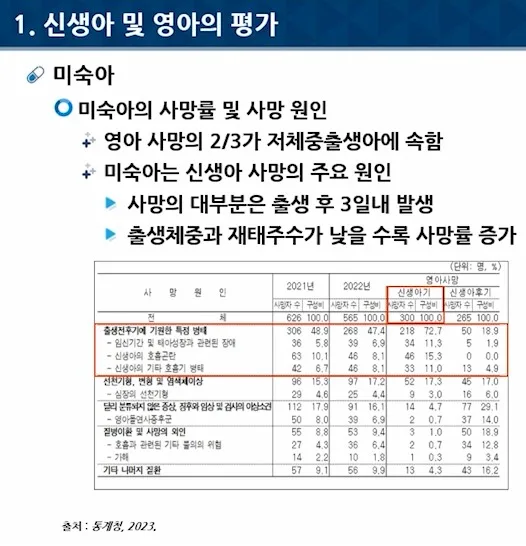 1. 신생아 및 영아의 평가
미숙아
미숙아의 사망률 및 사망 원인
영아 사망의 2/3가 저체중출생아에 속함
미숙아는 신생아 사망의 주요 원인
사망의 대부분은 출생 후 3일내 발생
출생체중과 재태주수가 낮을 수록 사망률 증가
(단위: 명, %)
사 망 원 인 2021년 2022년 영아사망
신생아기 신생아후기
사망자 수 구성비 사망자 수 구성비 사망자 수 구성비 사망자 수 구성비
전 체 626 100.0 565 100.0 300 100.0 265 100.0
출생전후기에 기원한 특정 병태 306 48.9 268 47.4 218 72.7 50 18.9
- 임신기간 및 태아성장과 관련된 장애 36 5.8 39 6.9 34 11.3 5 1.9
- 신생아의 호흡곤란 63 10.1 46 8.1 46 15.3 0 0.0
- 신생아의 기타 호흡기 병태 42 6.7 46 8.1 33 11.0 13 4.9
선천기형, 변형 및 염색체이상 96 15.3 97 17.2 52 17.3 45 17.0
- 심장의 선천기형 29 4.6 25 4.4 9 3.0 16 6.0
달리 분류되지 않은 증상, 징후와 임상 및 검사의 이상소견 112 17.9 91 16.1 14 4.7 77 29.1
- 영아돌연사증후군 50 8.0 39 6.9 2 0.7 37 14.0
질병이환 및 사망의 외인 55 8.8 53 9.4 3 1.0 50 18.9
- 호흡과 관련된 기타 불의의 위협 27 4.3 36 6.4 2 0.7 34 12.8
- 가해 14 2.2 10 1.8 1 0.3 9 3.4
기타 나머지 질환 57 9.1 56 9.9 13 4.3 43 16.2
출처 : 통계청, 2023.